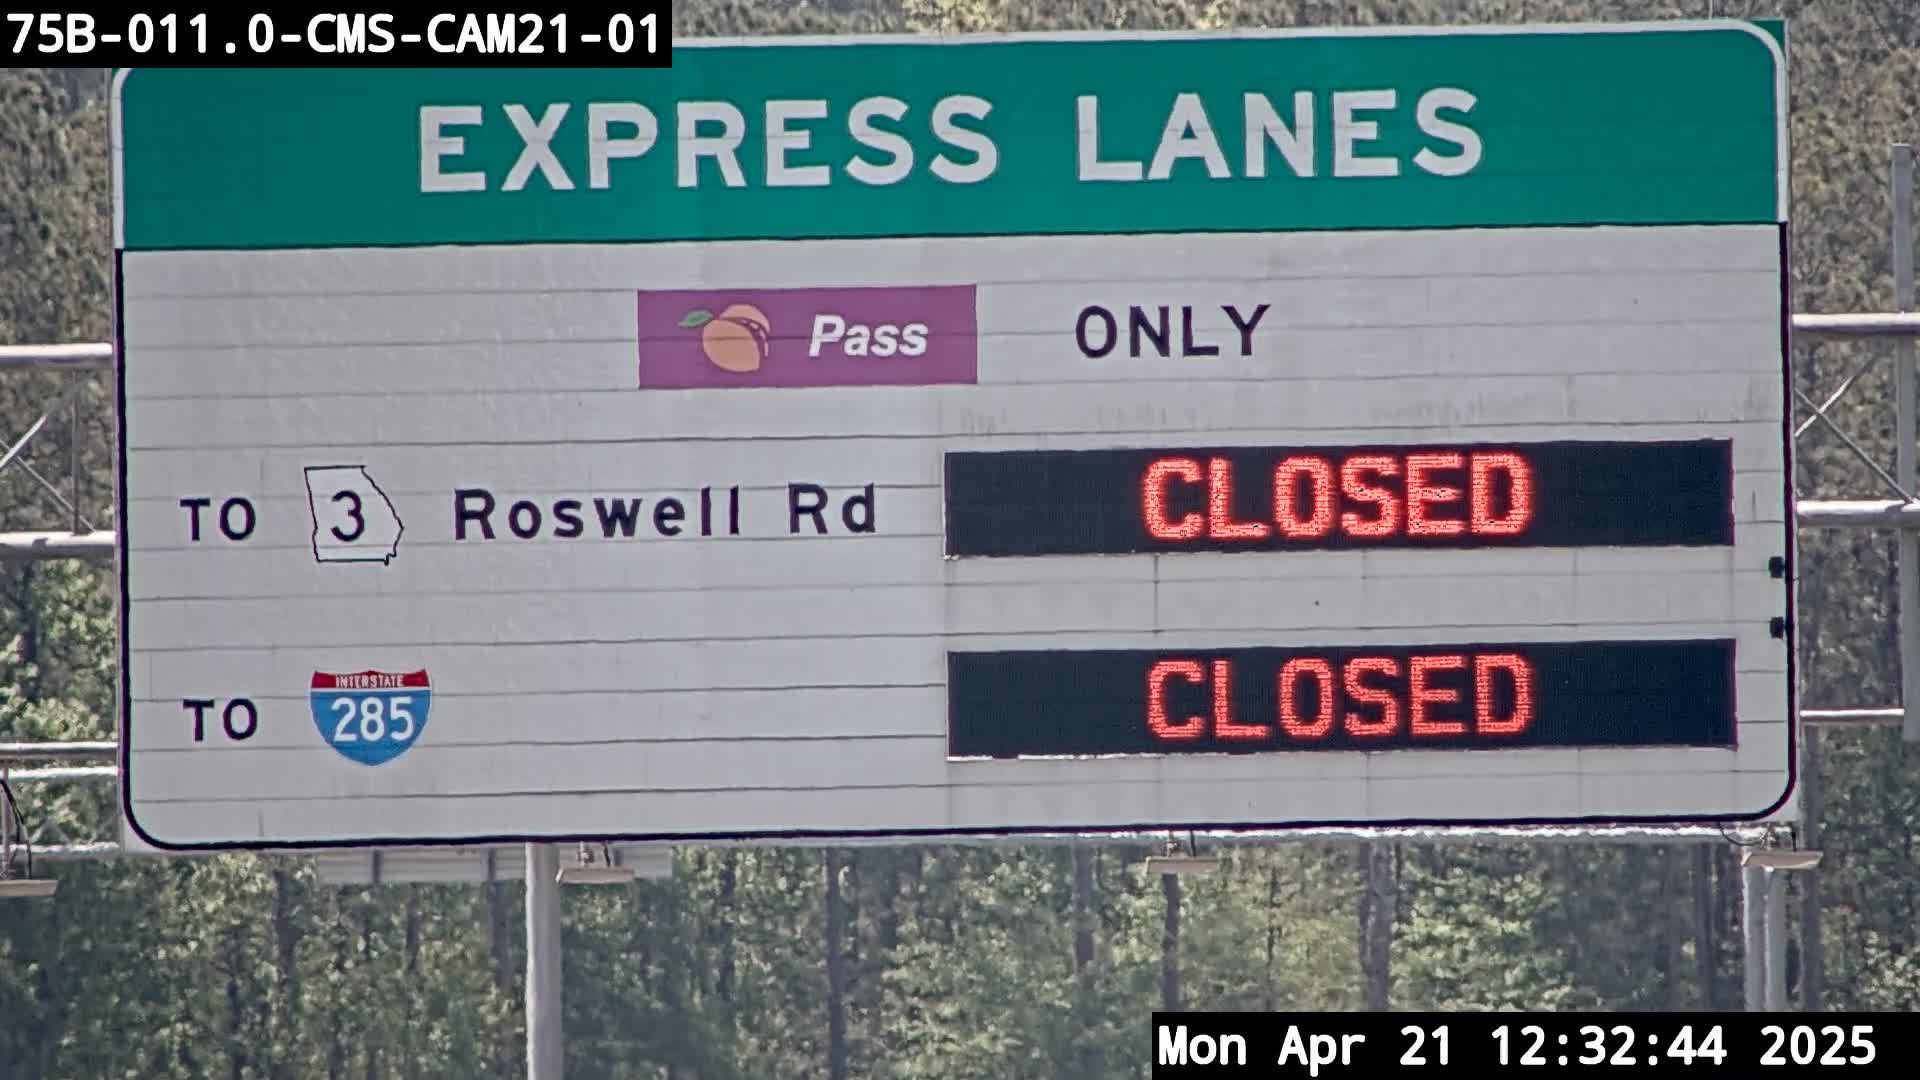 75B-011.0-CMS-CAM21-01
EXPRESS LANES
Pass ONLY
TO 3 Roswell Rd CLOSED
INTERSTATE
TO 285 CLOSED
Mon Apr 21 12:32:44 2025